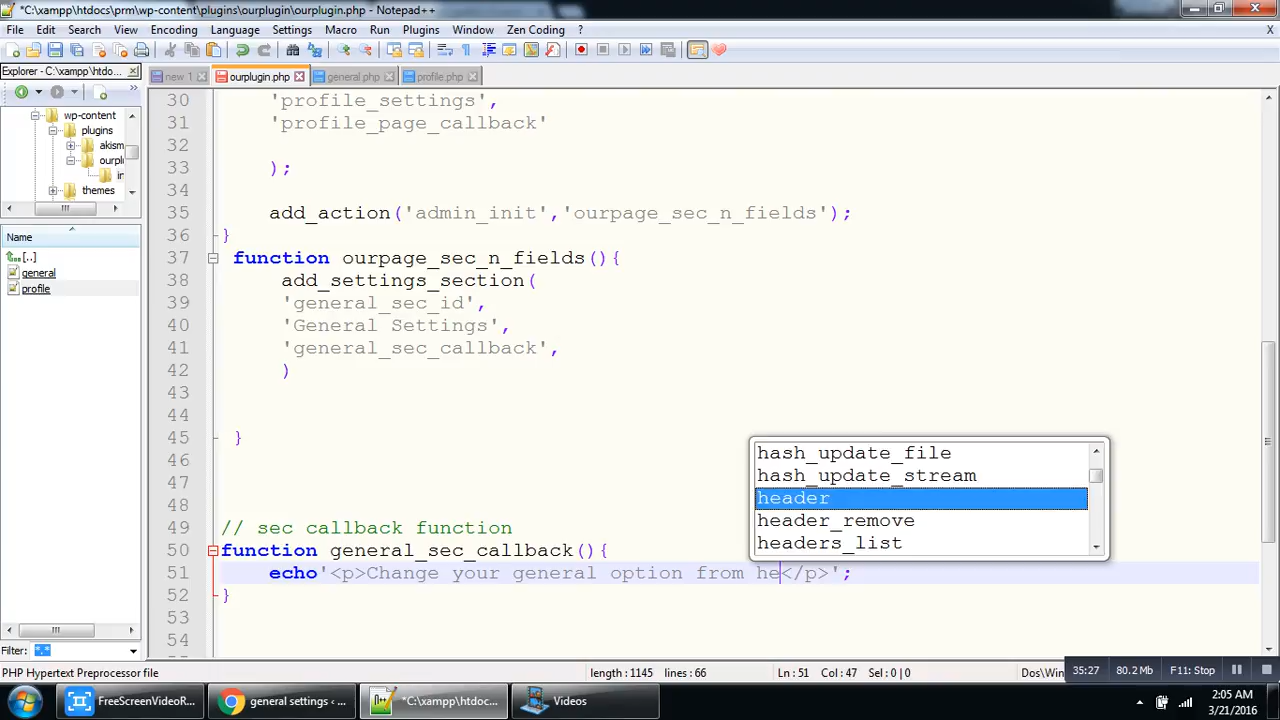 *C:\xampp\htdocs\prm\wp-content\plugins\ourplugin\ourplugin.php - Notepad++
File Edit Search View Encoding Language Settings Macro Run Plugins Window Zen Coding ?
Explorer - C:\xampp\htdo...
new 1 ourplugin.php general.php profile.php
wp-content
plugins
akism
ourplu
in
themes
Name
[..]
general
profile
30 'profile_settings',
31 'profile_page_callback'
32
33 );
34
35 add_action('admin_init','ourpage_sec_n_fields');
36 }
37 function ourpage_sec_n_fields(){
38 add_settings_section(
39 'general_sec_id',
40 'General Settings',
41 'general_sec_callback',
42 )
43
44
45 }
46
47
48
49 // sec callback function
50 function general_sec_callback(){
51 echo'<p>Change your general option from he</p>';
52 }
53
54
hash_update_file
hash_update_stream
header
header_remove
headers_list
Filter: *.*
PHP Hypertext Preprocessor file length : 1145 lines : 66 Ln : 51 Col : 47 Sel : 0 | 0 Dos\Win
35:27 80.2 Mb F11: Stop
FreeScreenVideoR... general settings ‹ ... *C:\xampp\htdoc... Videos
2:05 AM
3/21/2016